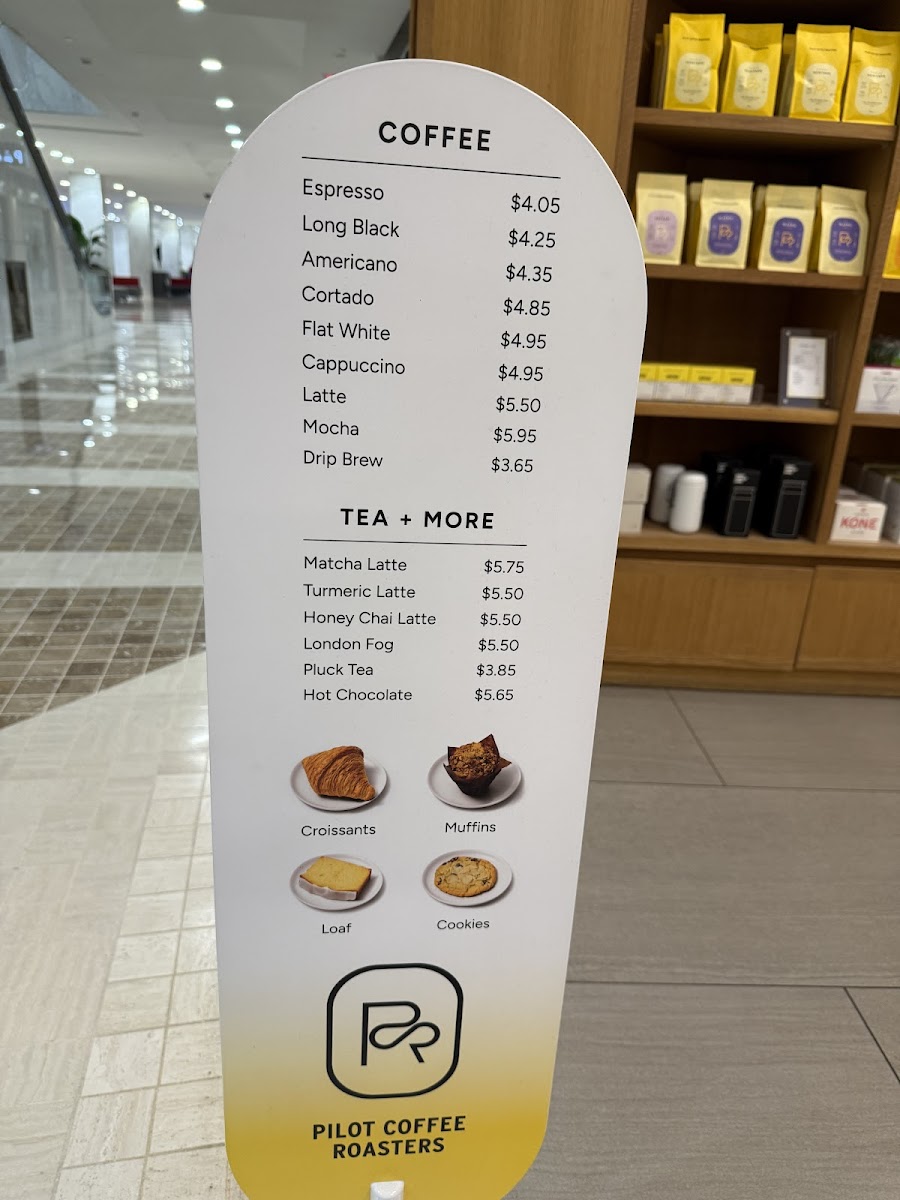 COFFEE
Espresso $4.05
Long Black $4.25
Americano $4.35
Cortado $4.85
Flat White $4.95
Cappuccino $4.95
Latte $5.50
Mocha $5.95
Drip Brew $3.65
TEA + MORE
Matcha Latte $5.75
Turmeric Latte $5.50
Honey Chai Latte $5.50
London Fog $5.50
Pluck Tea $3.85
Hot Chocolate $5.65
Croissants Muffins
Loaf Cookies
PILOT COFFEE
ROASTERS
KONE